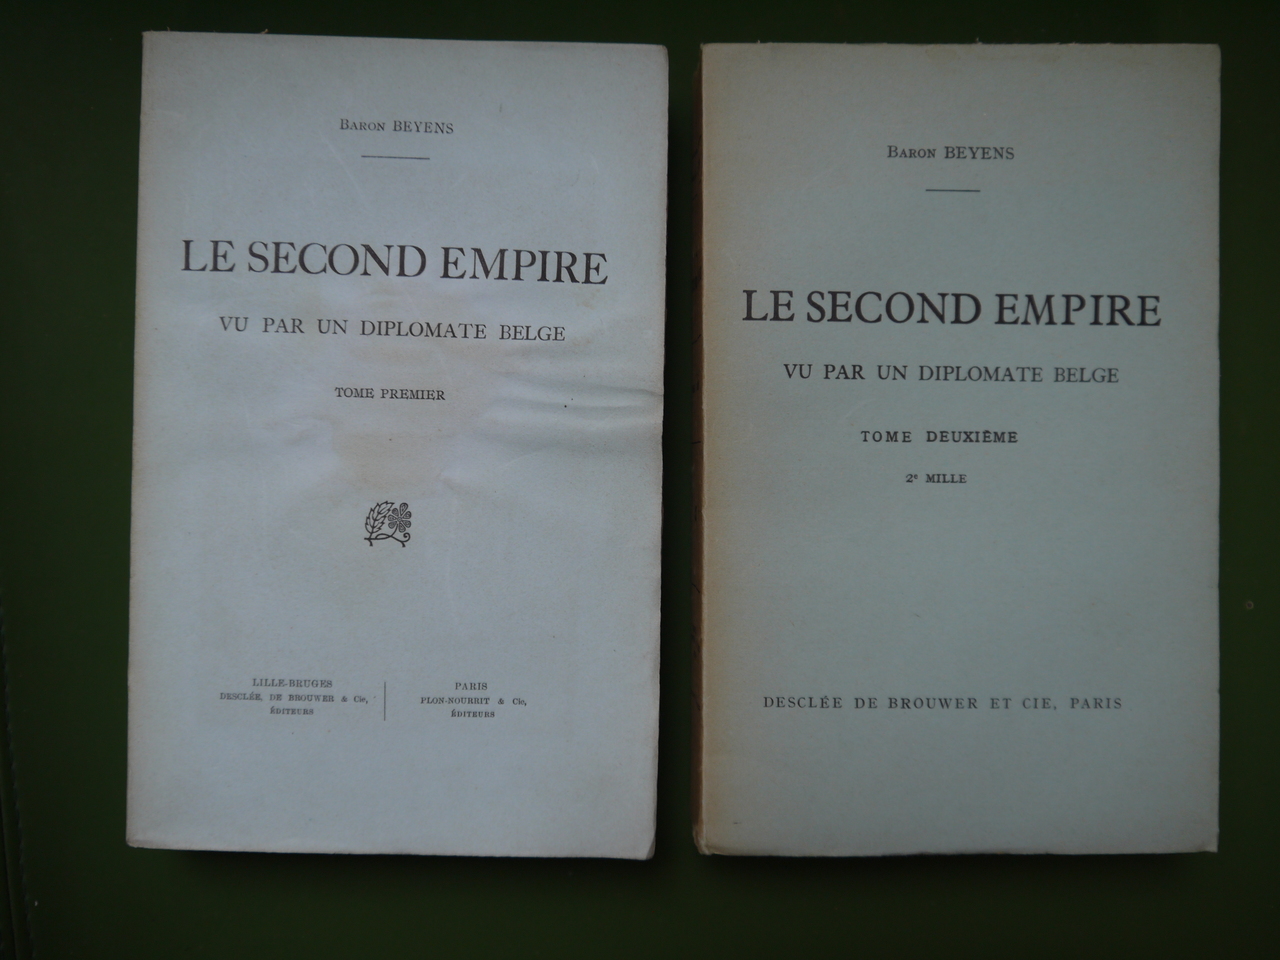 Baron BEYENS
LE SECOND EMPIRE
VU PAR UN DIPLOMATE BELGE
TOME PREMIER
LILLE-BRUGES
DESCLÉE, DE BROUWER & Cie,
ÉDITEURS
PARIS
PLON-NOURRIT & Cie,
ÉDITEURS
Baron BEYENS
LE SECOND EMPIRE
VU PAR UN DIPLOMATE BELGE
TOME DEUXIÈME
2e MILLE
DESCLÉE DE BROUWER ET CIE, PARIS